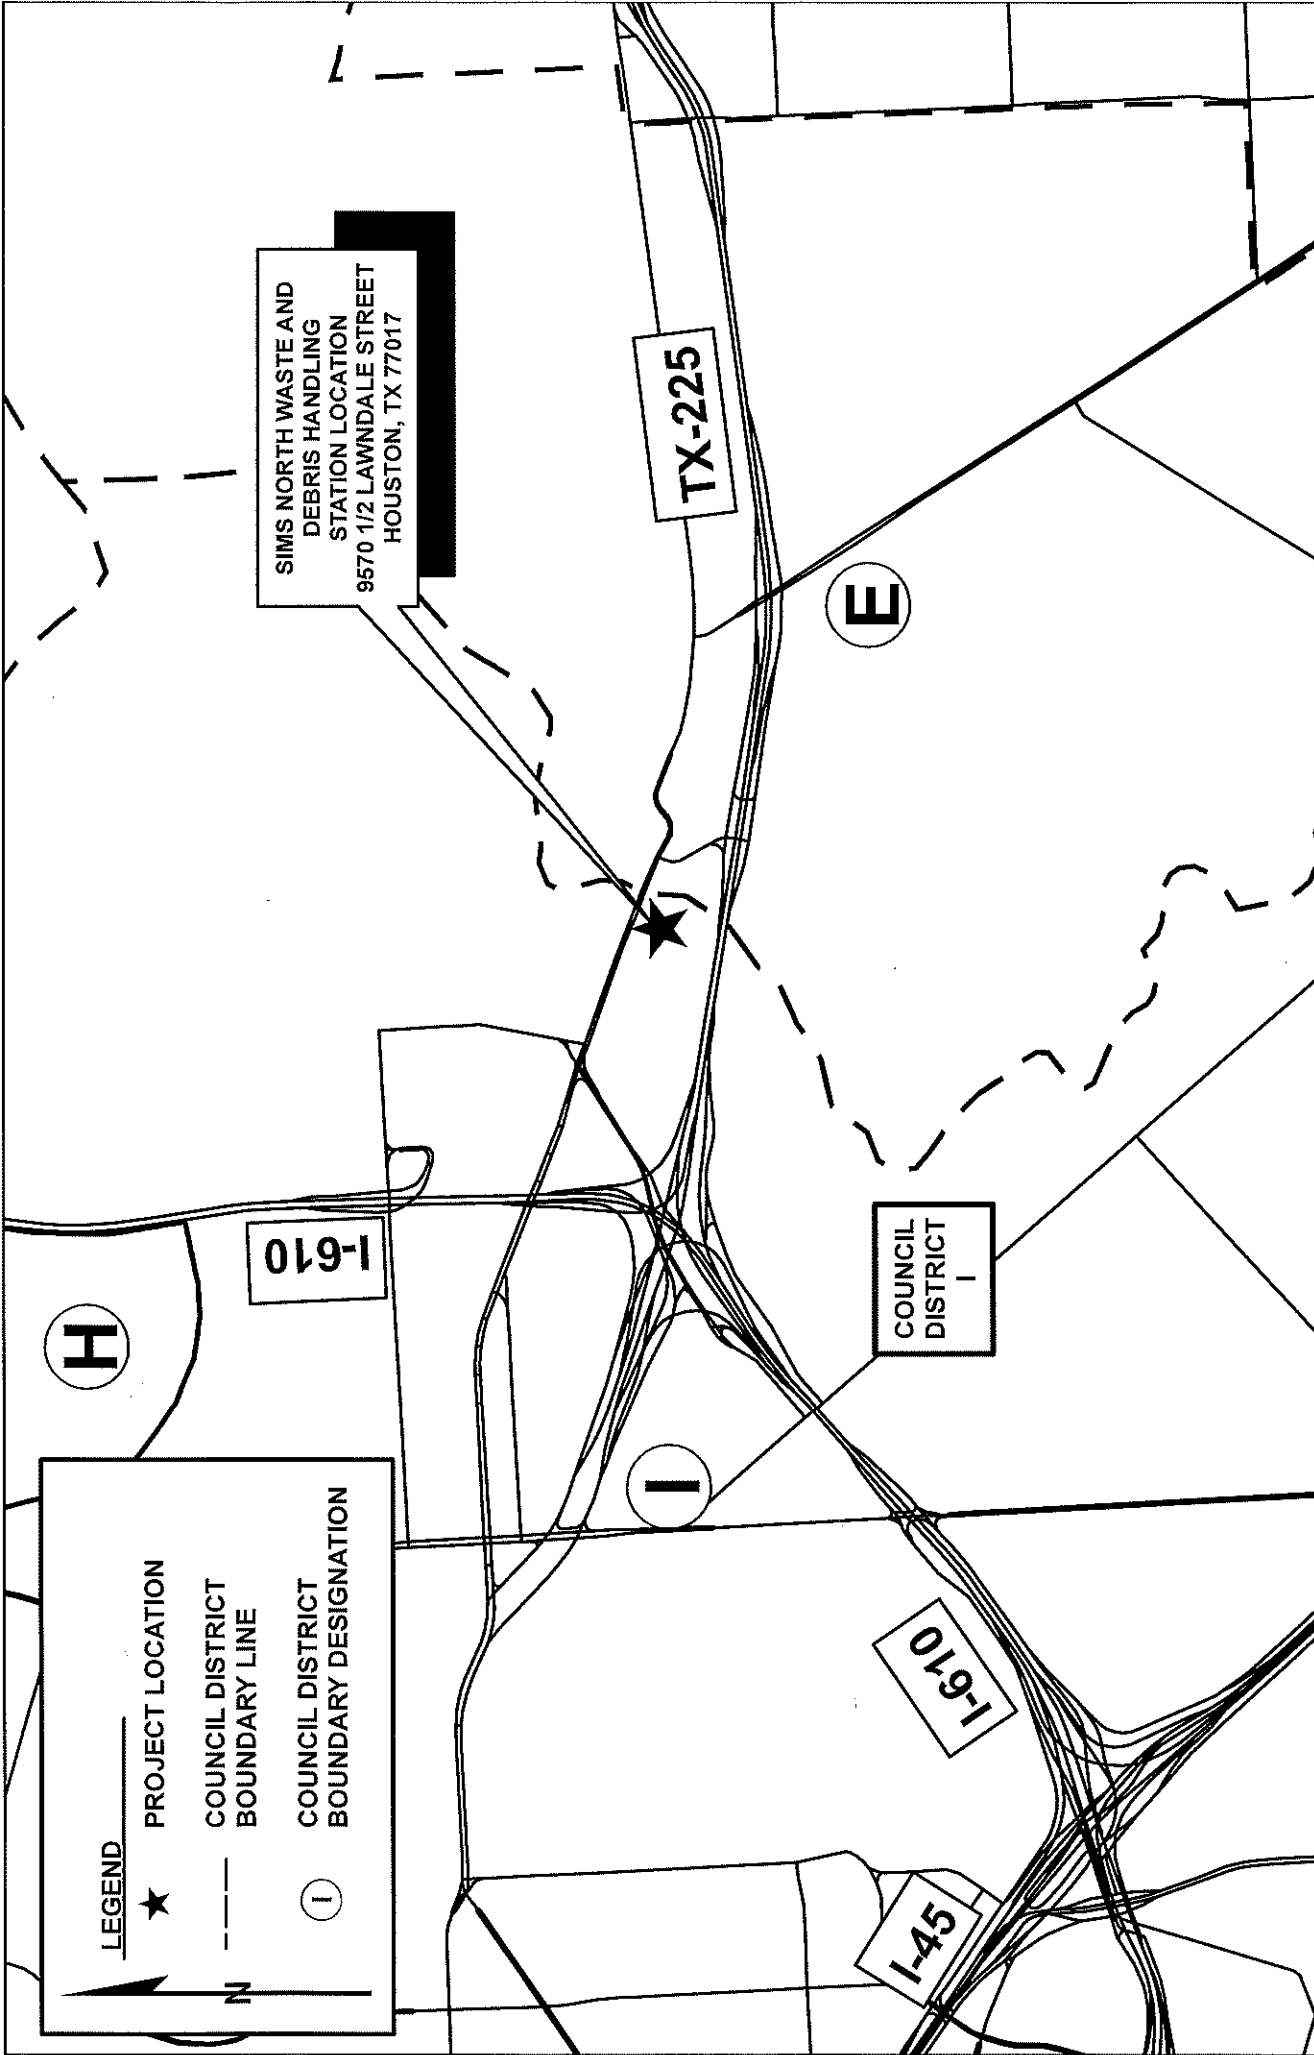 LEGEND
PROJECT LOCATION
COUNCIL DISTRICT
BOUNDARY LINE
COUNCIL DISTRICT
BOUNDARY DESIGNATION
I
N
H
I-610
SIMS NORTH WASTE AND
DEBRIS HANDLING
STATION LOCATION
9570 1/2 LAWNDALE STREET
HOUSTON, TX 77017
TX-225
I
E
COUNCIL
DISTRICT
I
I-610
I-45